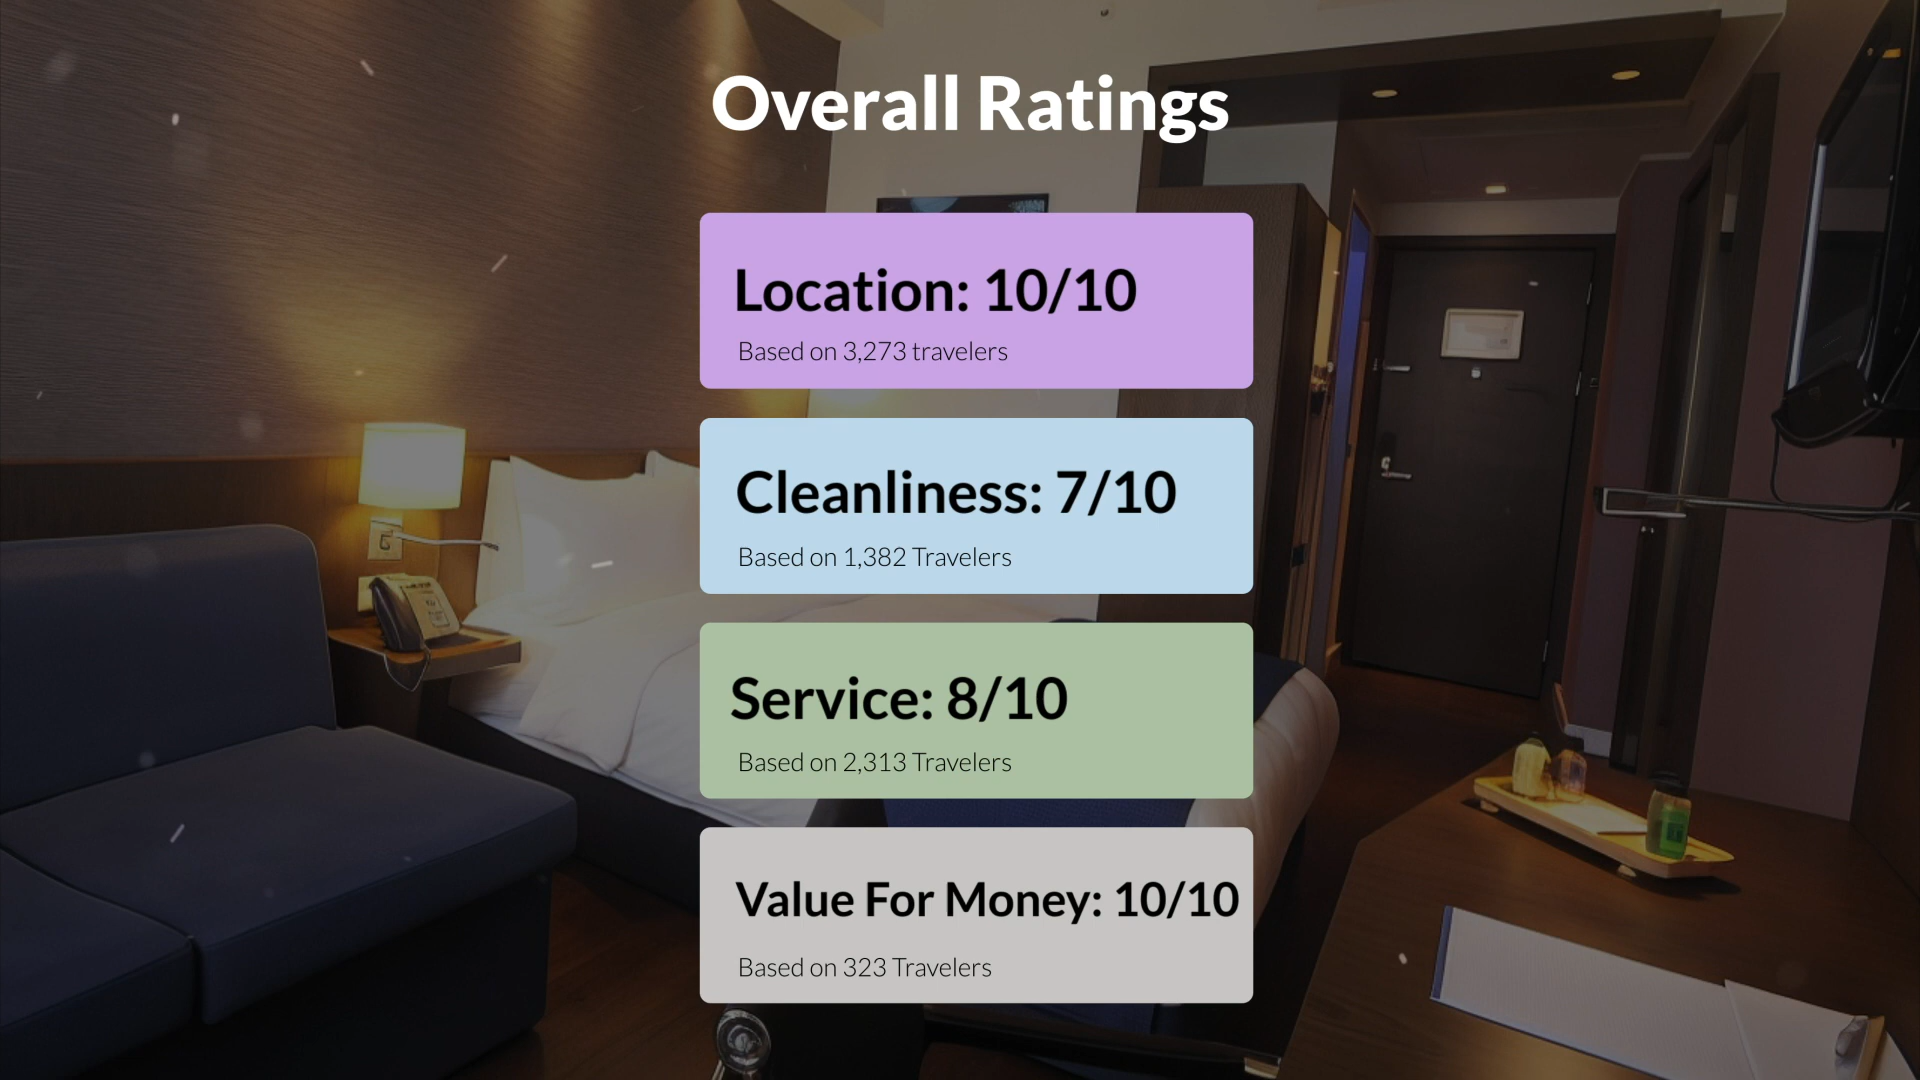 Overall Ratings
Location: 10/10
Based on 3,273 travelers
Cleanliness: 7/10
Based on 1,382 Travelers
Service: 8/10
Based on 2,313 Travelers
Value For Money: 10/10
Based on 323 Travelers